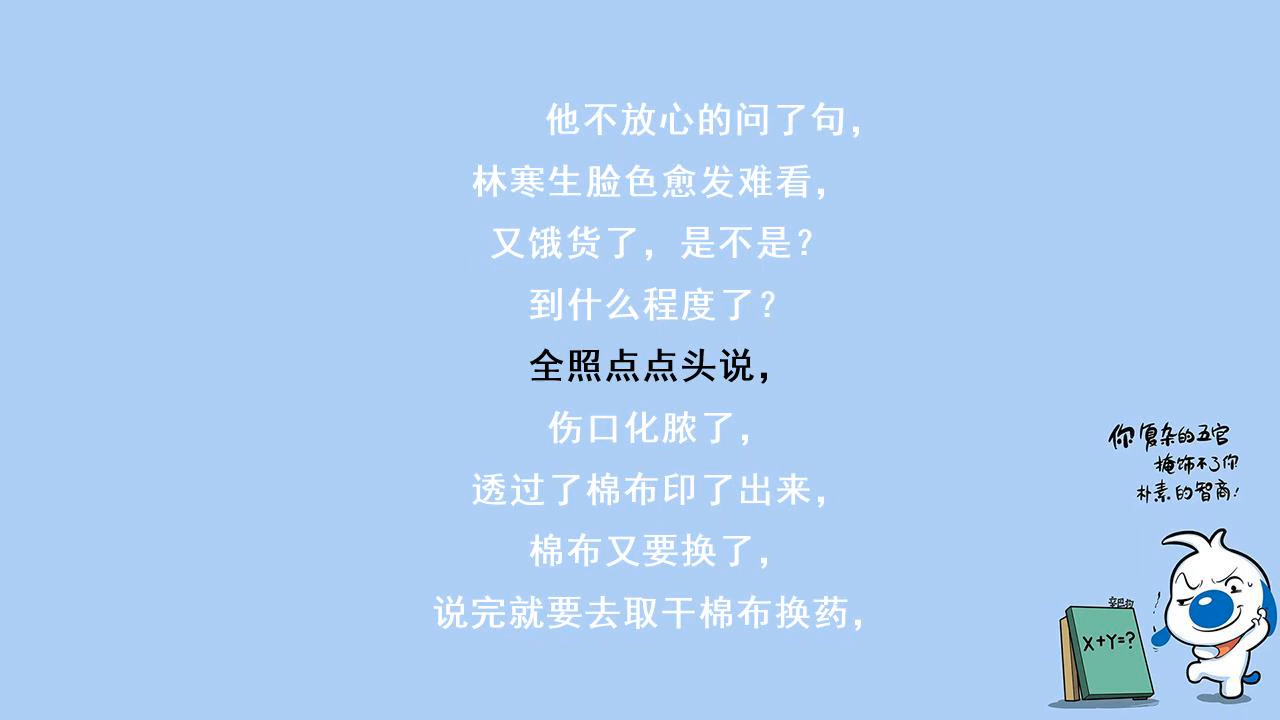 他不放心的问了句，
林寒生脸色愈发难看，
又饿货了，是不是？
到什么程度了？
全照点点头说，
伤口化脓了，
透过了棉布印了出来，
棉布又要换了，
说完就要去取干棉布换药，
你复杂的五官
掩饰不了你
朴素的智商！
X+Y=?